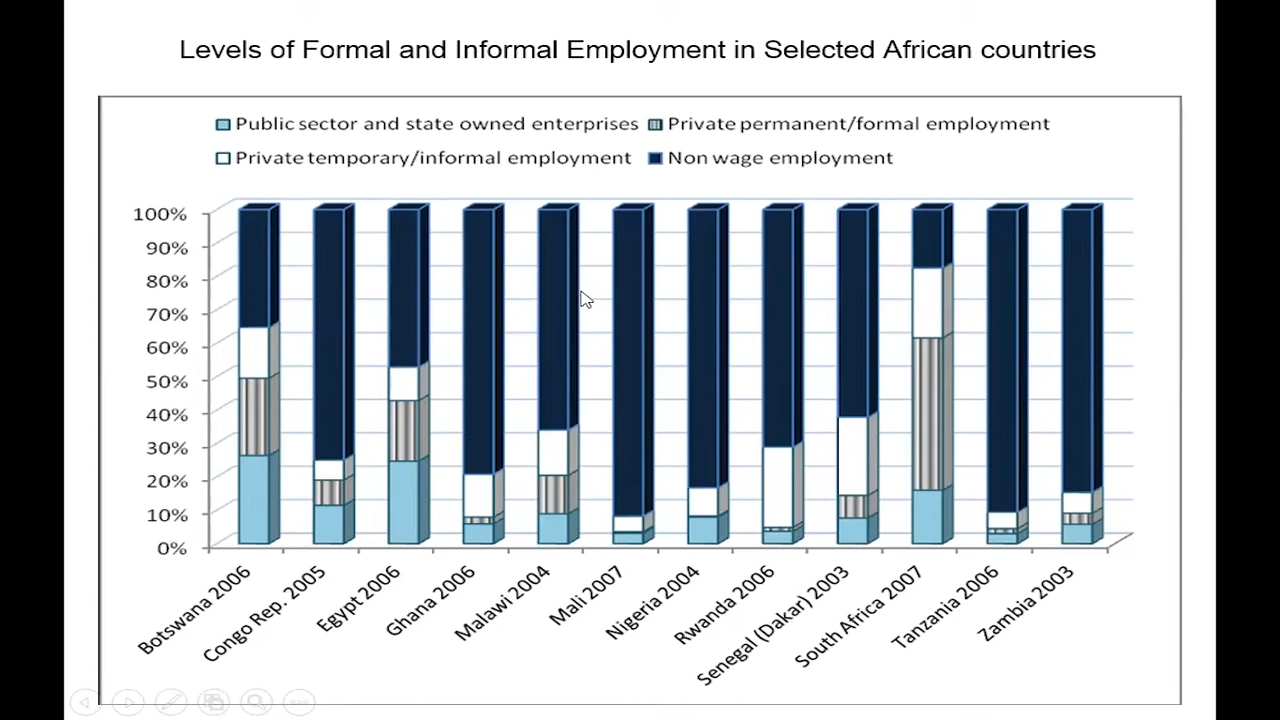 Levels of Formal and Informal Employment in Selected African countries
Public sector and state owned enterprises Private permanent/formal employment
Private temporary/informal employment Non wage employment
100%
90%
80%
70%
60%
50%
40%
30%
20%
10%
0%
Botswana 2006
Congo Rep. 2005
Egypt 2006
Ghana 2006
Malawi 2004
Mali 2007
Nigeria 2004
Rwanda 2006
Senegal (Dakar) 2003
South Africa 2007
Tanzania 2006
Zambia 2003